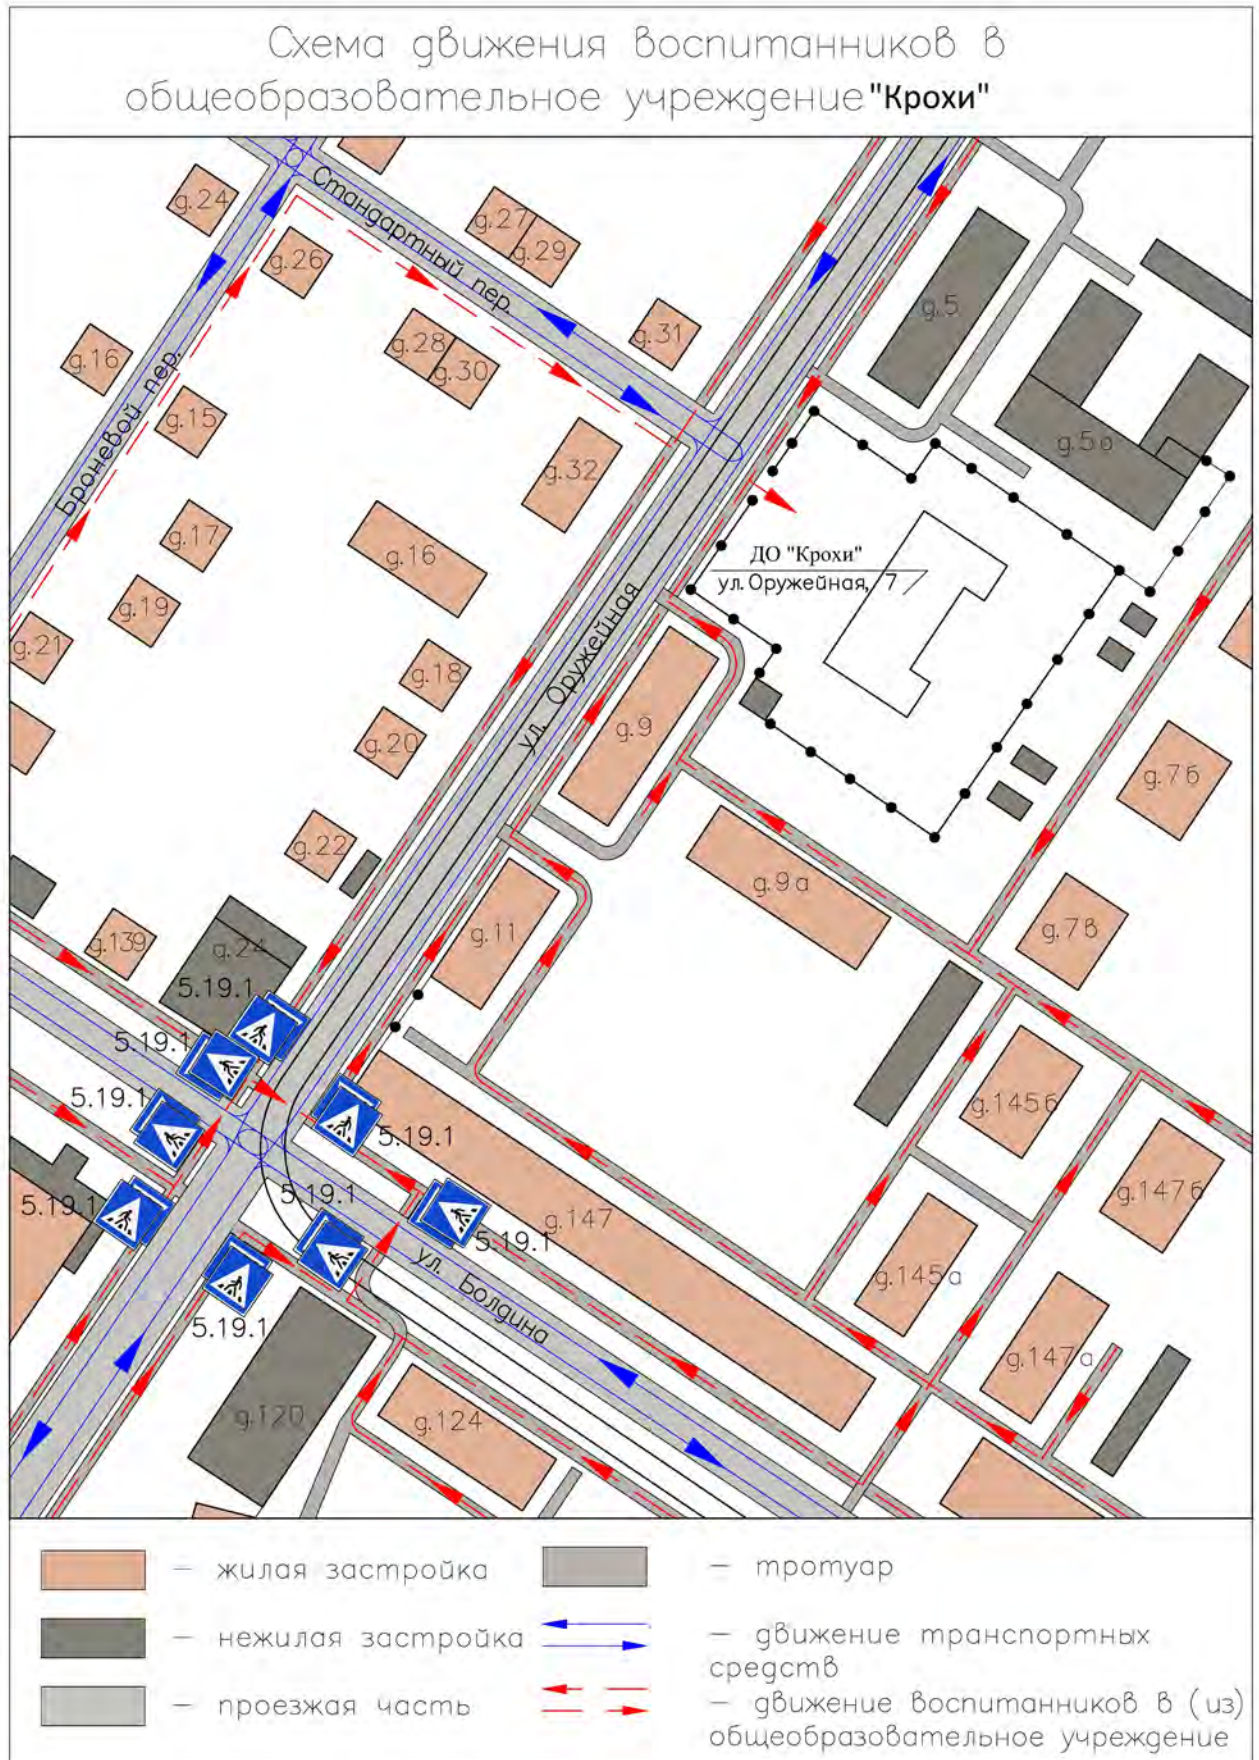 Схема движения воспитанников в
общеобразовательное учреждение "Крохи"
д.24
Стандартный пер.
д.27
д.29
д.26
д.5
д.31
д.16
д.28
д.30
Броневой пер.
д.15
д.5а
д.32
д.17
д.16
ДО "Крохи"
ул. Оружейная, 7
д.19
ул. Оружейная
д.21
д.18
д.9
д.20
д.7б
д.22
д.9а
д.7в
д.11
д.139
д.24
5.19.1
5.19.1
5.19.1
5.19.1
д.145б
5.19.1
5.19.1
д.147
5.19.1
д.147б
ул. Болдина
д.145а
5.19.1
д.147а
д.120
д.124
– жилая застройка
– тротуар
– нежилая застройка
– движение транспортных
средств
– проезжая часть
– движение воспитанников в (из)
общеобразовательное учреждение